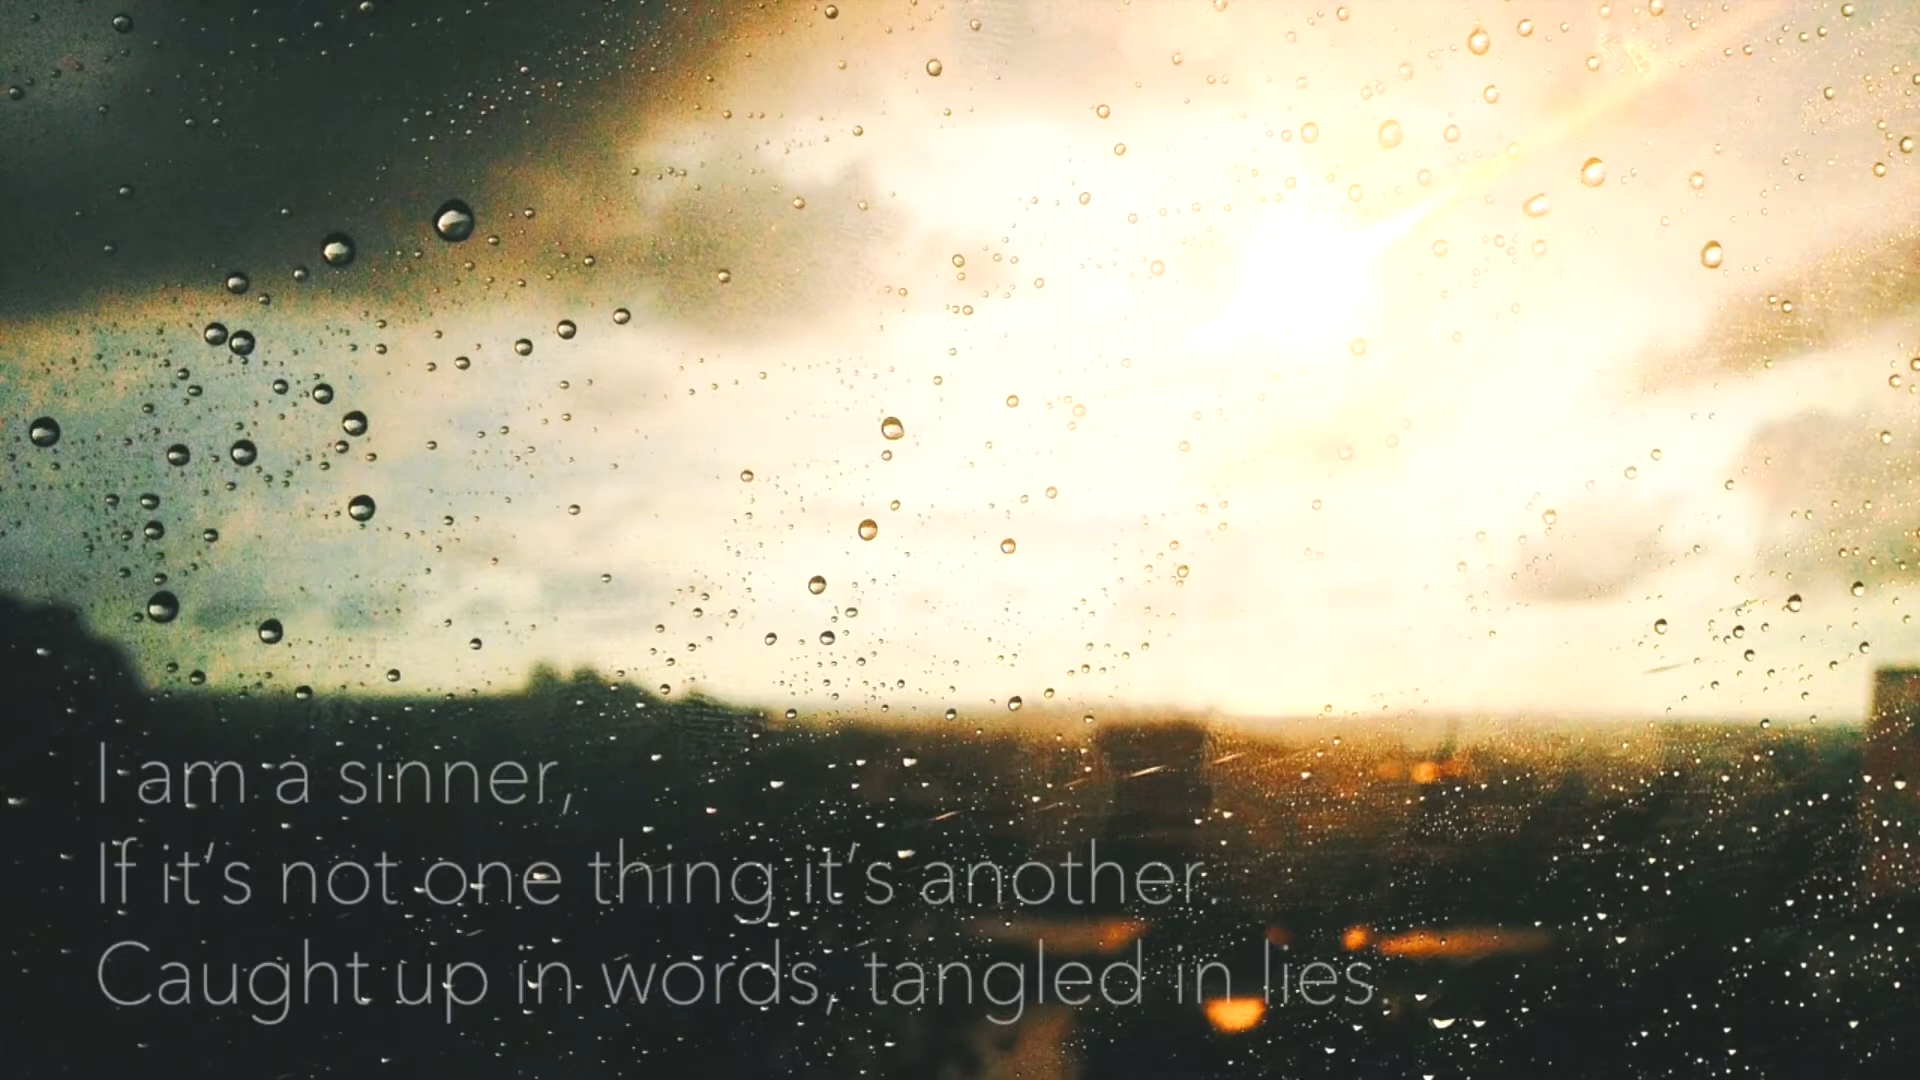 I am a sinner,
If it's not one thing it's another.
Caught up in words, tangled in lies.